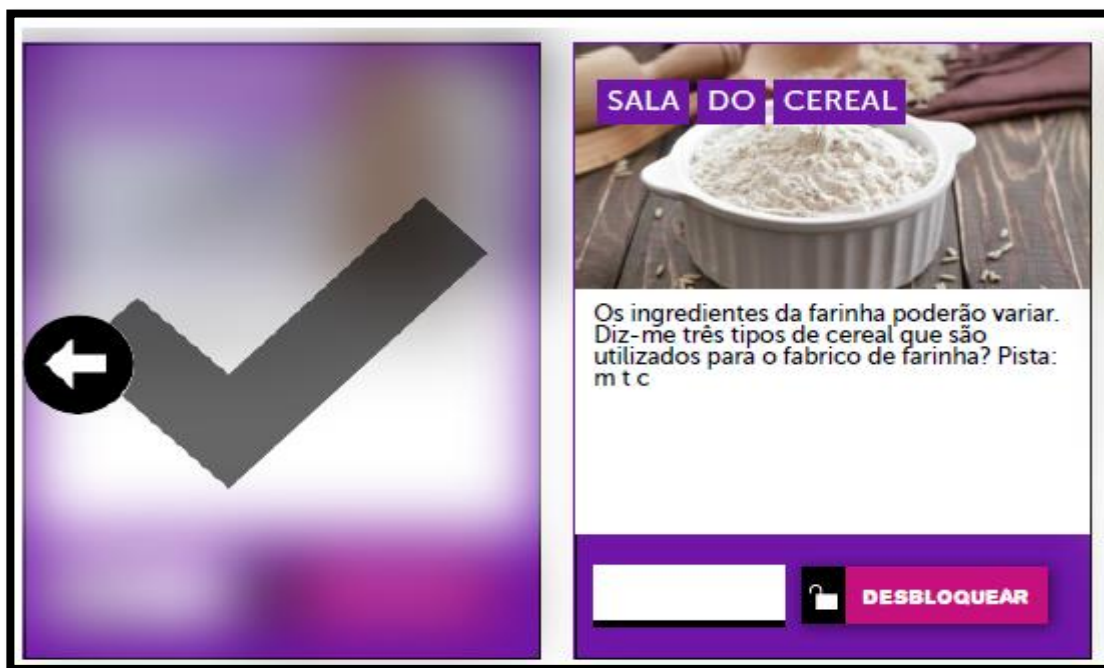 SALA DO CEREAL
Os ingredientes da farinha poderão variar.
Diz-me três tipos de cereal que são
utilizados para o fabrico de farinha? Pista:
m t c
DESBLOQUEAR